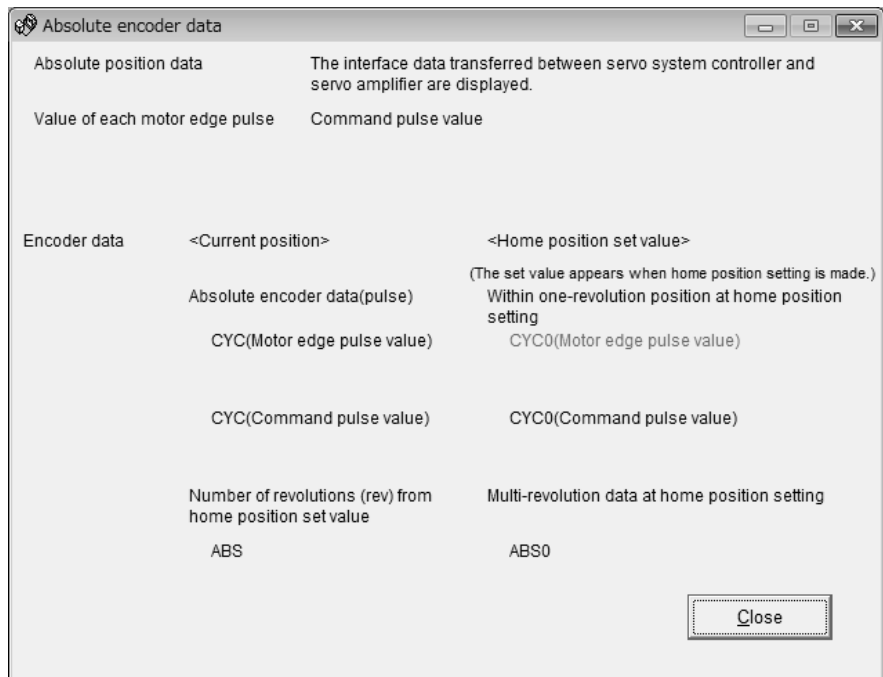 Absolute encoder data
Absolute position data
The interface data transferred between servo system controller and
servo amplifier are displayed.
Value of each motor edge pulse
Command pulse value
Encoder data
<Current position>
<Home position set value>
(The set value appears when home position setting is made.)
Absolute encoder data(pulse)
Within one-revolution position at home position
setting
CYC(Motor edge pulse value)
CYC0(Motor edge pulse value)
CYC(Command pulse value)
CYC0(Command pulse value)
Number of revolutions (rev) from
home position set value
Multi-revolution data at home position setting
ABS
ABS0
Close